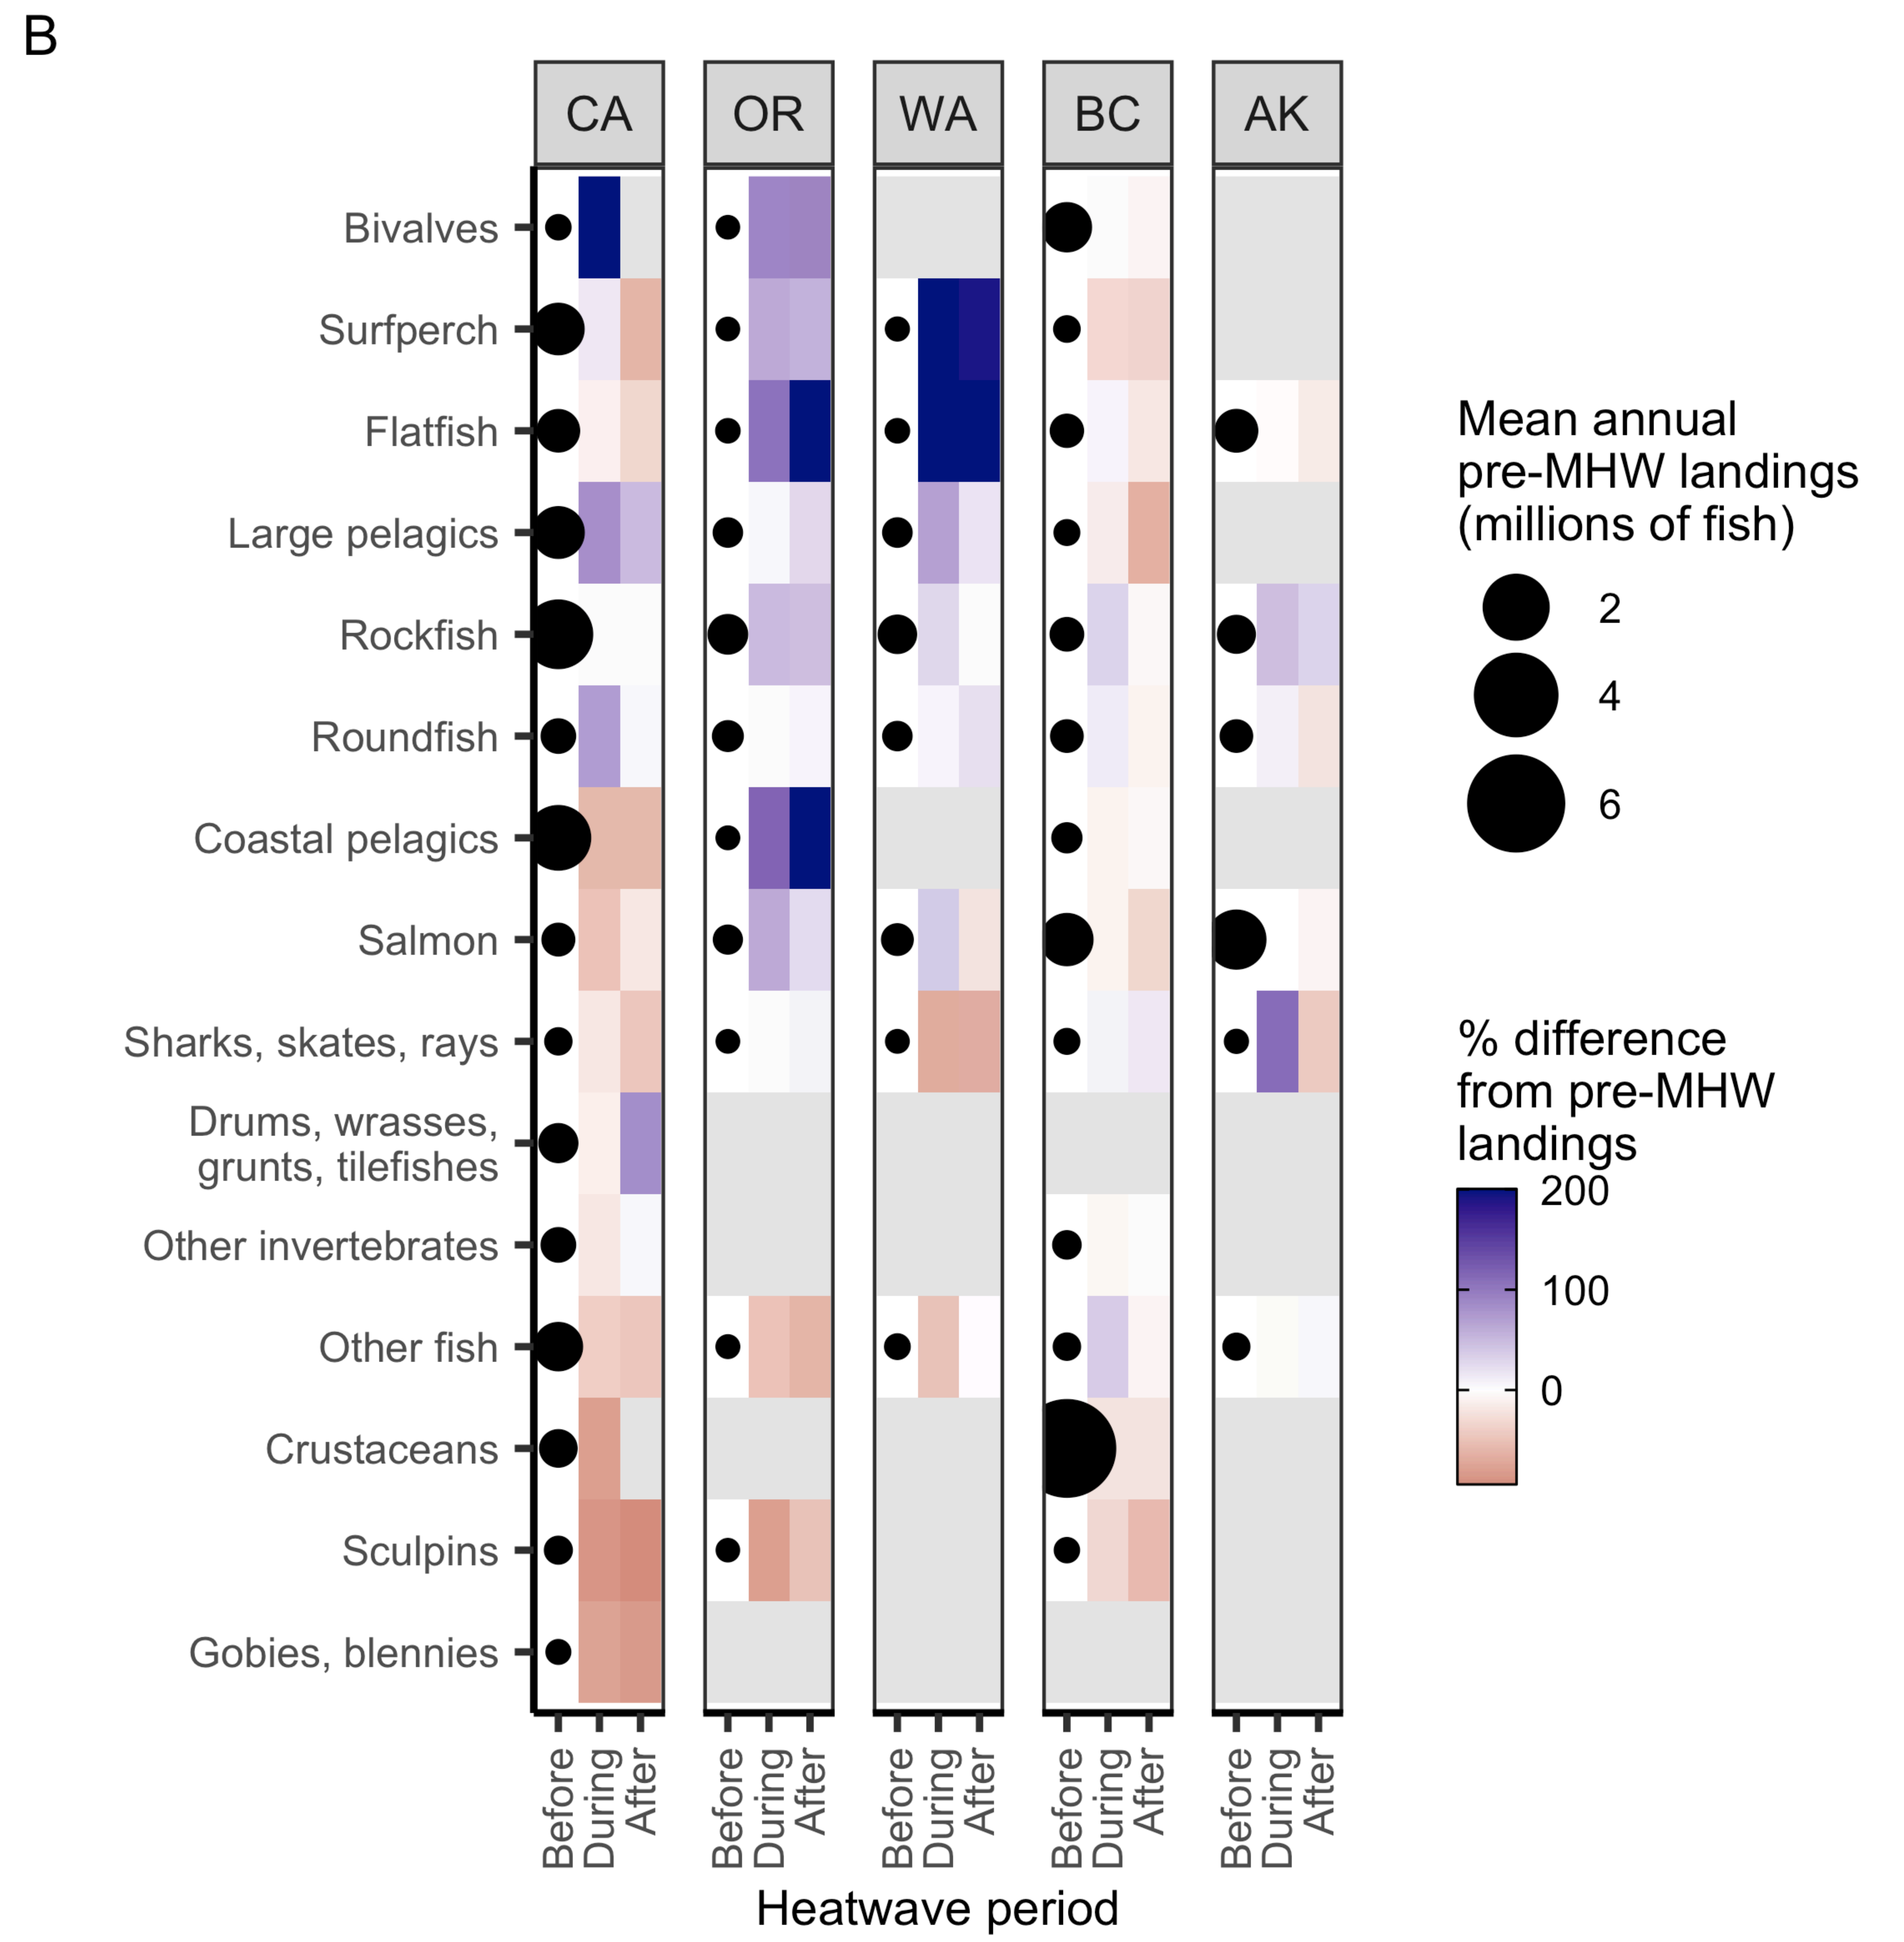 B
CA
OR
WA
BC
AK
Bivalves
Surfperch
Flatfish
Large pelagics
Rockfish
Roundfish
Coastal pelagics
Salmon
Sharks, skates, rays
Drums, wrasses,
grunts, tilefishes
Other invertebrates
Other fish
Crustaceans
Sculpins
Gobies, blennies
Before
During
After
Before
During
After
Before
During
After
Before
During
After
Before
During
After
Heatwave period
Mean annual
pre-MHW landings
(millions of fish)
2
4
6
% difference
from pre-MHW
landings
200
100
0